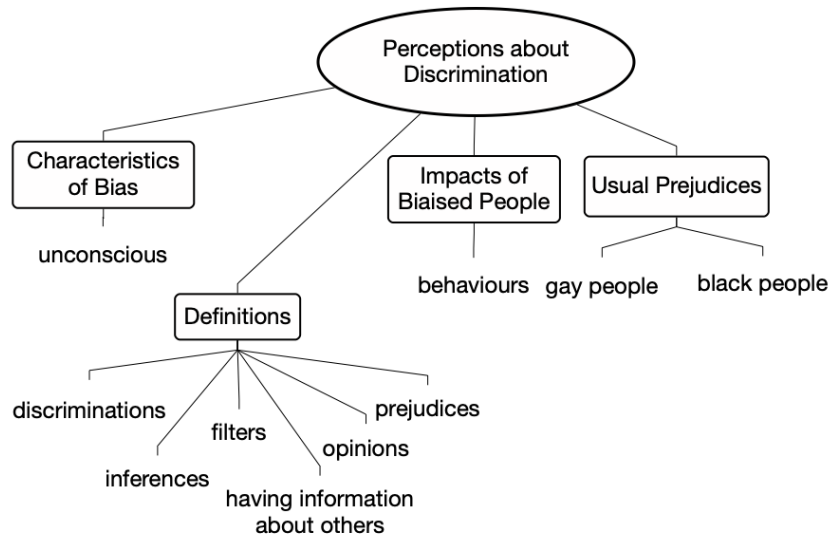 Perceptions about
Discrimination
Characteristics
of Bias
unconscious
Impacts of
Biaised People
behaviours
Usual Prejudices
gay people
black people
Definitions
discriminations
inferences
filters
having information
about others
opinions
prejudices